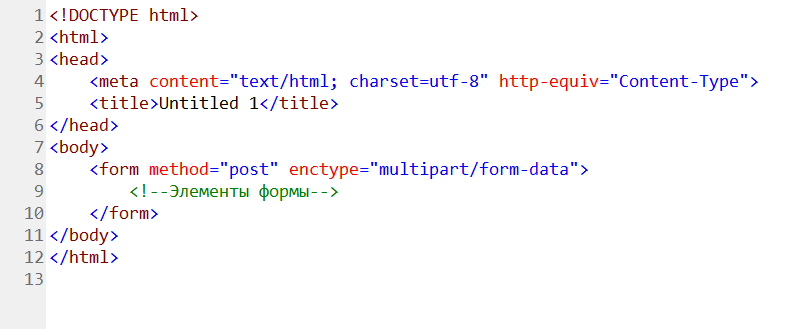 1 <!DOCTYPE html>
2 <html>
3 <head>
4     <meta content="text/html; charset=utf-8" http-equiv="Content-Type">
5     <title>Untitled 1</title>
6 </head>
7 <body>
8     <form method="post" enctype="multipart/form-data">
9         <!--Элементы формы-->
10     </form>
11 </body>
12 </html>
13